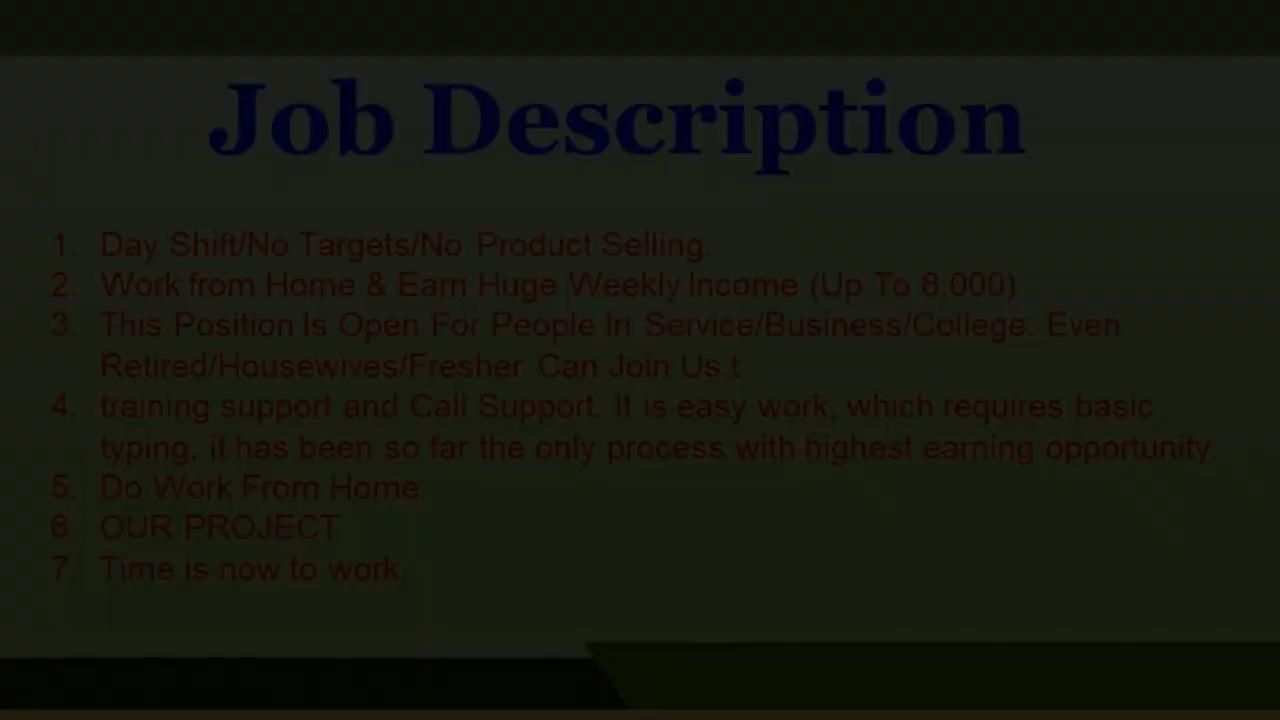 Job Description
1. Day Shift/No Targets/No Product Selling.
2. Work from Home & Earn Huge Weekly Income (Up To 8,000)
3. This Position Is Open For People In Service/Business/College. Even
Retired/Housewives/Fresher Can Join Us.t
4. training support and Call Support. It is easy work, which requires basic
typing, it has been so far the only process with highest earning opportunity.
5. Do Work From Home
6. OUR PROJECT
7. Time is now to work.